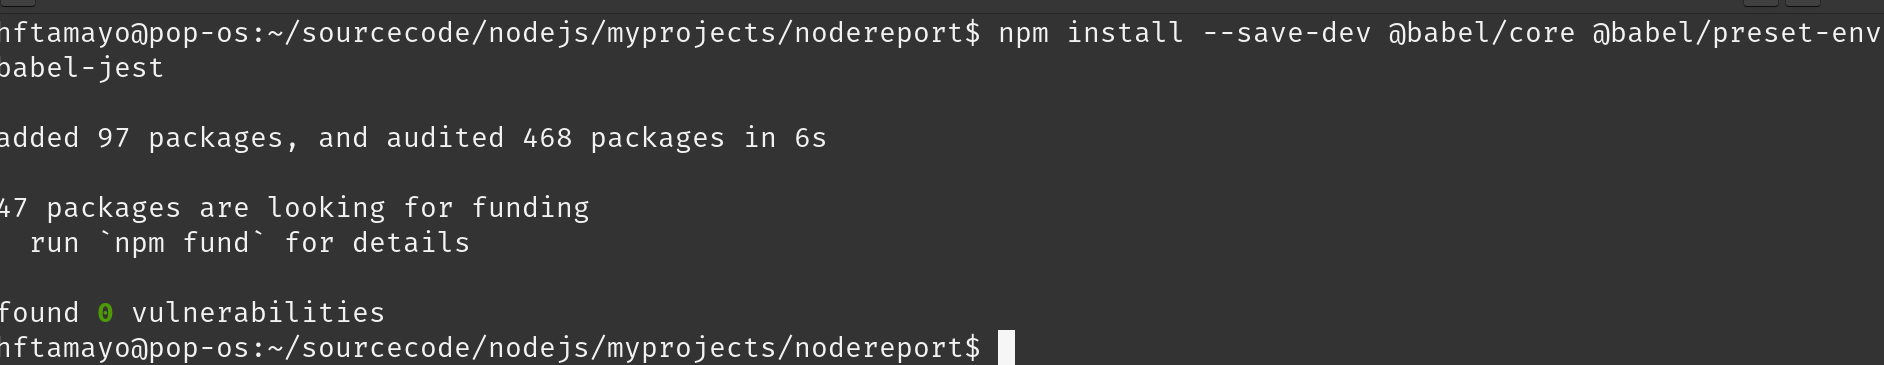 hftamayo@pop-os:~/sourcecode/nodejs/myprojects/nodereport$ npm install --save-dev @babel/core @babel/preset-env
babel-jest
added 97 packages, and audited 468 packages in 6s
47 packages are looking for funding
  run `npm fund` for details
found 0 vulnerabilities
hftamayo@pop-os:~/sourcecode/nodejs/myprojects/nodereport$